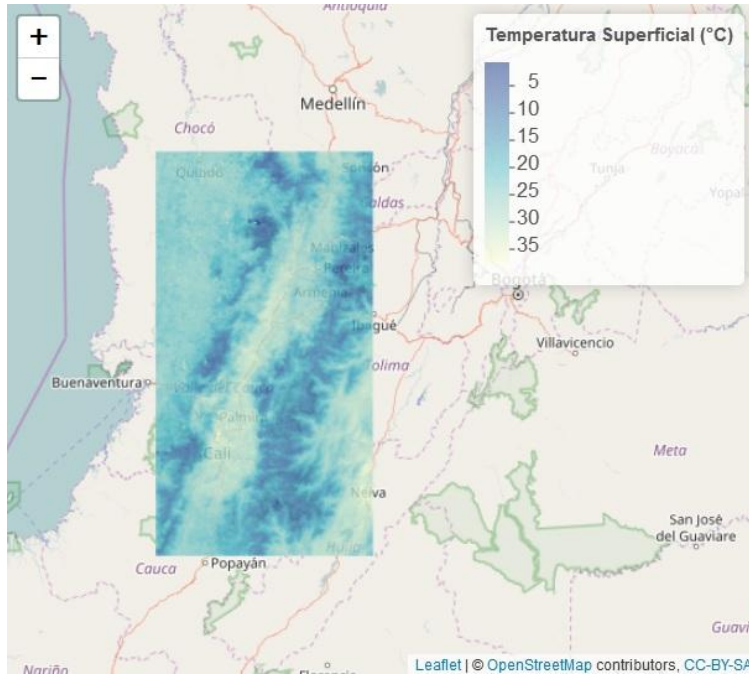 Antioquia
+
−
Temperatura Superficial (°C)
5
10
15
20
25
30
35
Medellín
Chocó
Boyacá
Tunja
Yopal
Quibdó
Sonsón
Caldas
Manizales
Pereira
Armenia
Bogotá
Ibagué
Tolima
Villavicencio
Buenaventura
Valle del Cauca
Palmira
Cali
Meta
Neiva
San José
del Guaviare
Huila
Cauca
Popayán
Guavi
Nariño
Florencia
Leaflet | © OpenStreetMap contributors, CC-BY-SA